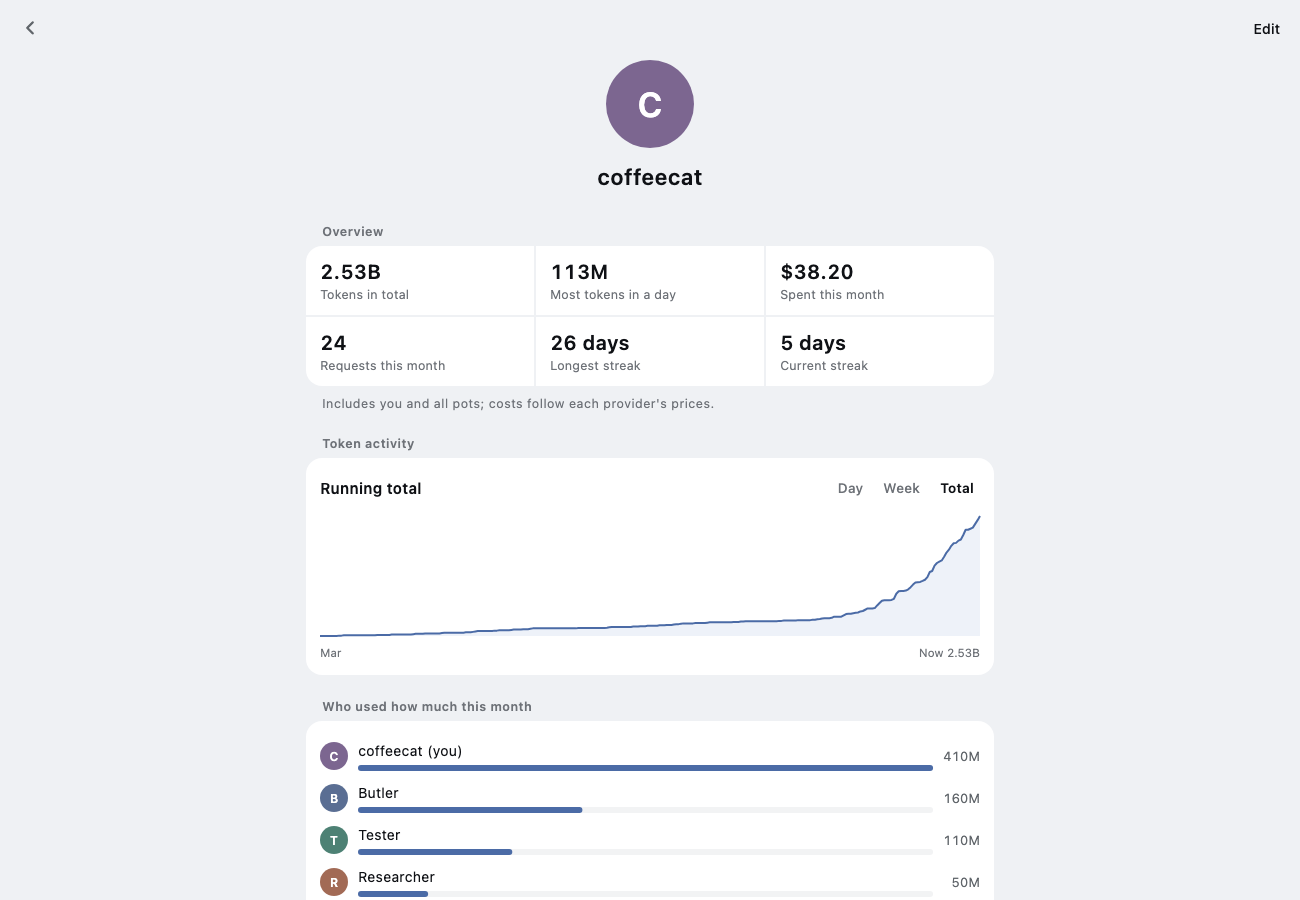 Edit
C
coffeecat
Overview
2.53B
Tokens in total
113M
Most tokens in a day
$38.20
Spent this month
24
Requests this month
26 days
Longest streak
5 days
Current streak
Includes you and all pots; costs follow each provider's prices.
Token activity
Running total
Day Week Total
Mar
Now 2.53B
Who used how much this month
C coffeecat (you) 410M
B Butler 160M
T Tester 110M
R Researcher 50M